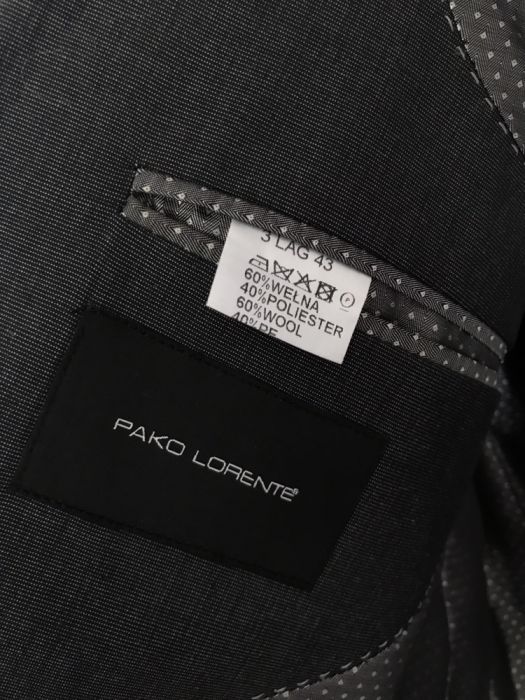 3 LAG 43
60%WEŁNA
40%POLIESTER
60%WOOL
40%PE
PAKO LORENTE®